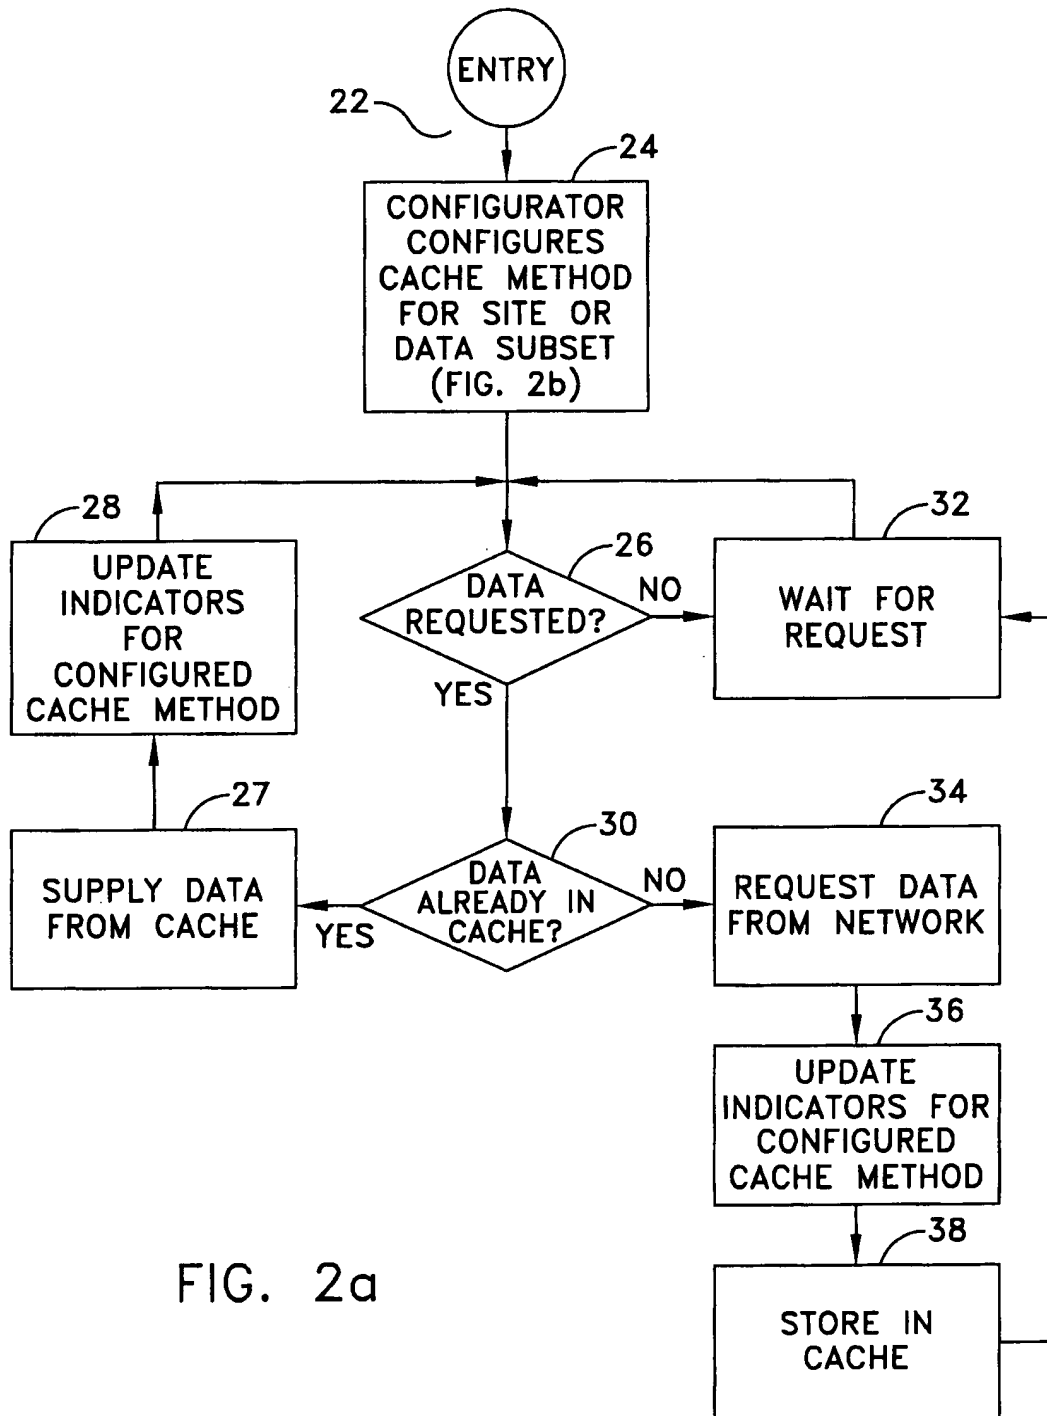 ENTRY
22
24
CONFIGURATOR
CONFIGURES
CACHE METHOD
FOR SITE OR
DATA SUBSET
(FIG. 2b)
28
UPDATE
INDICATORS
FOR
CONFIGURED
CACHE METHOD
26
DATA
REQUESTED?
NO
YES
32
WAIT FOR
REQUEST
27
SUPPLY DATA
FROM CACHE
30
DATA
ALREADY IN
CACHE?
YES
NO
34
REQUEST DATA
FROM NETWORK
36
UPDATE
INDICATORS FOR
CONFIGURED
CACHE METHOD
38
STORE IN
CACHE
FIG. 2a